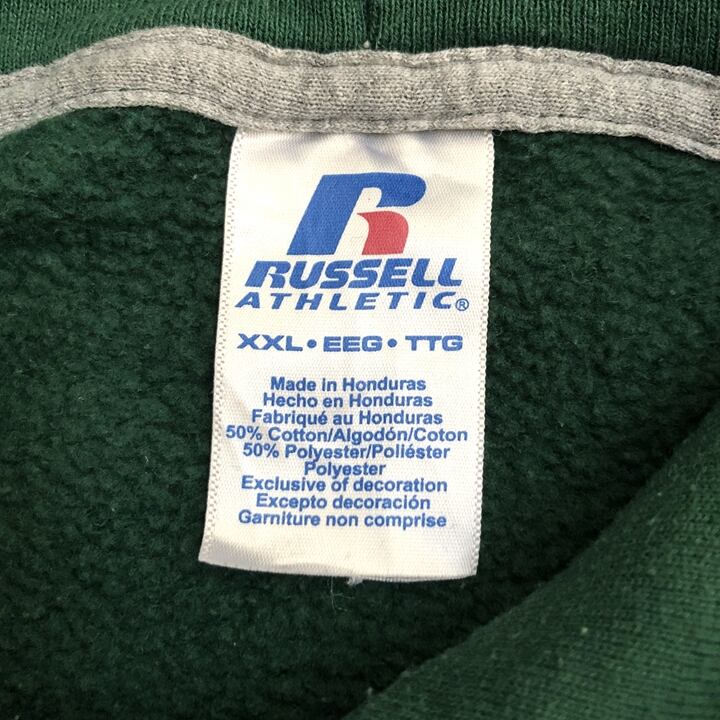 RUSSELL
ATHLETIC®
XXL • EEG • TTG
Made in Honduras
Hecho en Honduras
Fabriqué au Honduras
50% Cotton/Algodón/Coton
50% Polyester/Poliéster
Polyester
Exclusive of decoration
Excepto decoración
Garniture non comprise